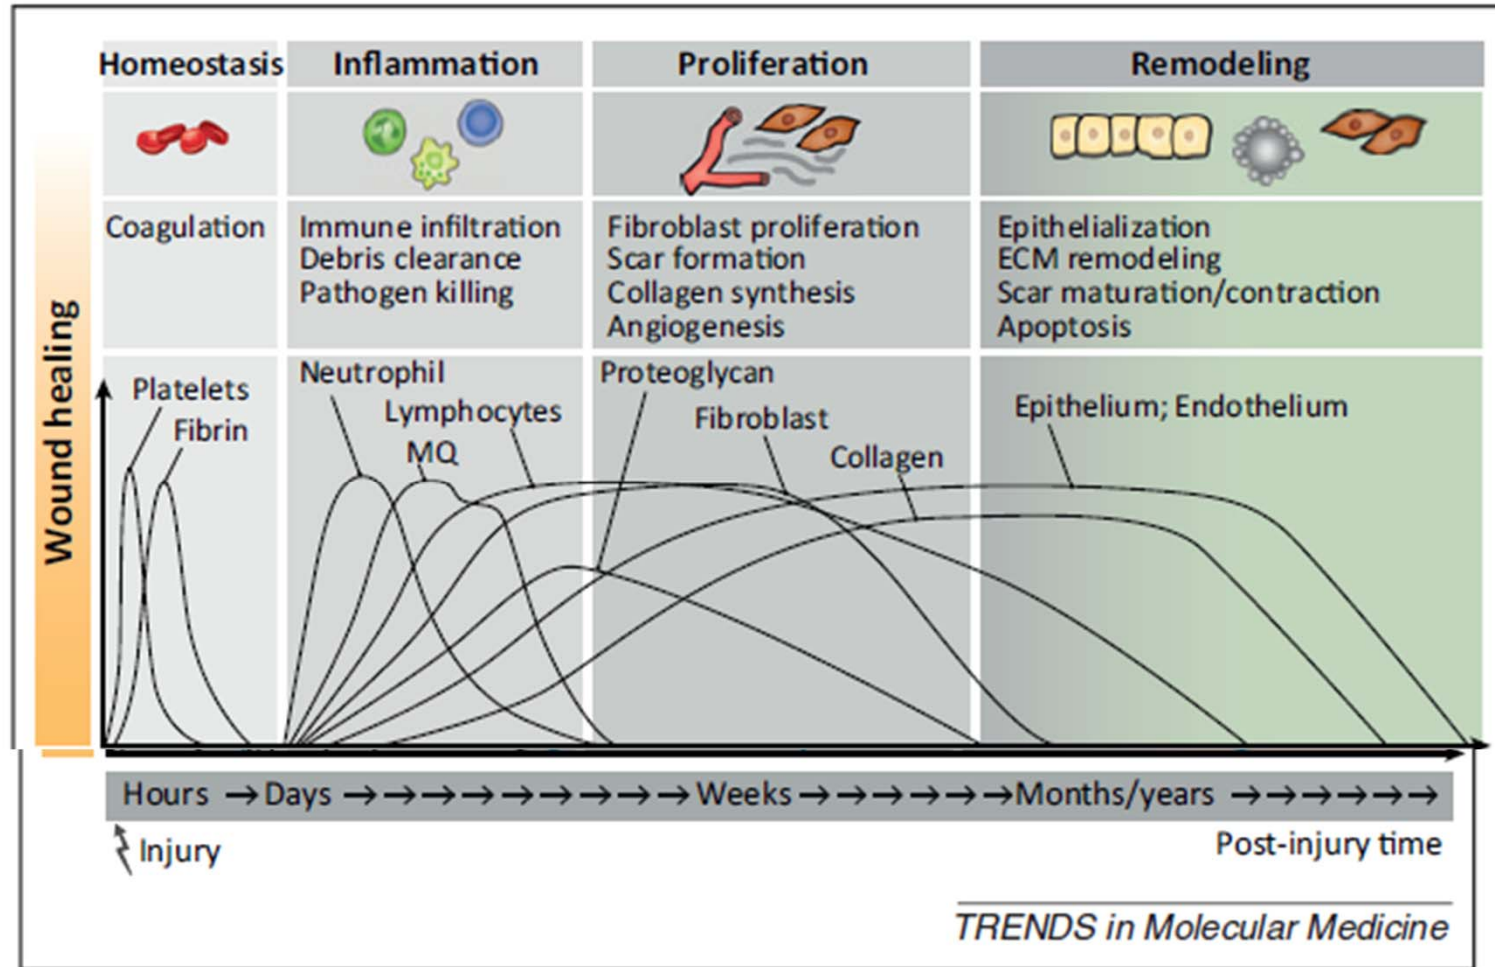 Homeostasis
Inflammation
Proliferation
Remodeling
Wound healing
Coagulation
Immune infiltration
Debris clearance
Pathogen killing
Fibroblast proliferation
Scar formation
Collagen synthesis
Angiogenesis
Epithelialization
ECM remodeling
Scar maturation/contraction
Apoptosis
Platelets
Fibrin
Neutrophil
Lymphocytes
MQ
Proteoglycan
Fibroblast
Collagen
Epithelium; Endothelium
Hours → Days → → → → → → → → → → → → → Weeks → → → → → → → → Months/years → → → → → →
Injury
Post-injury time
TRENDS in Molecular Medicine